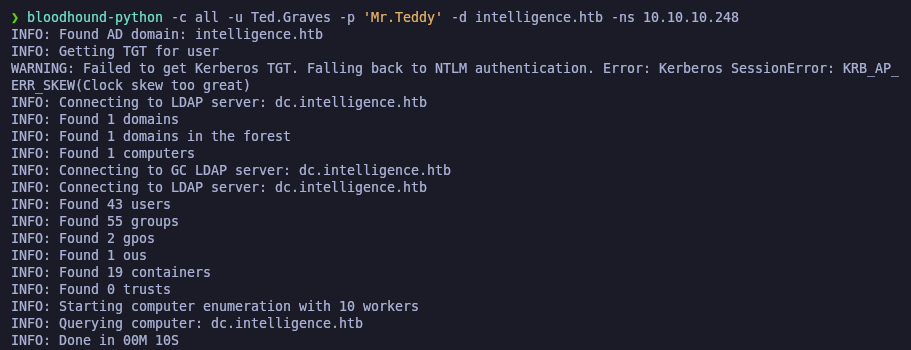 ❯ bloodhound-python -c all -u Ted.Graves -p 'Mr.Teddy' -d intelligence.htb -ns 10.10.10.248
INFO: Found AD domain: intelligence.htb
INFO: Getting TGT for user
WARNING: Failed to get Kerberos TGT. Falling back to NTLM authentication. Error: Kerberos SessionError: KRB_AP_
ERR_SKEW(Clock skew too great)
INFO: Connecting to LDAP server: dc.intelligence.htb
INFO: Found 1 domains
INFO: Found 1 domains in the forest
INFO: Found 1 computers
INFO: Connecting to GC LDAP server: dc.intelligence.htb
INFO: Connecting to LDAP server: dc.intelligence.htb
INFO: Found 43 users
INFO: Found 55 groups
INFO: Found 2 gpos
INFO: Found 1 ous
INFO: Found 19 containers
INFO: Found 0 trusts
INFO: Starting computer enumeration with 10 workers
INFO: Querying computer: dc.intelligence.htb
INFO: Done in 00M 10S